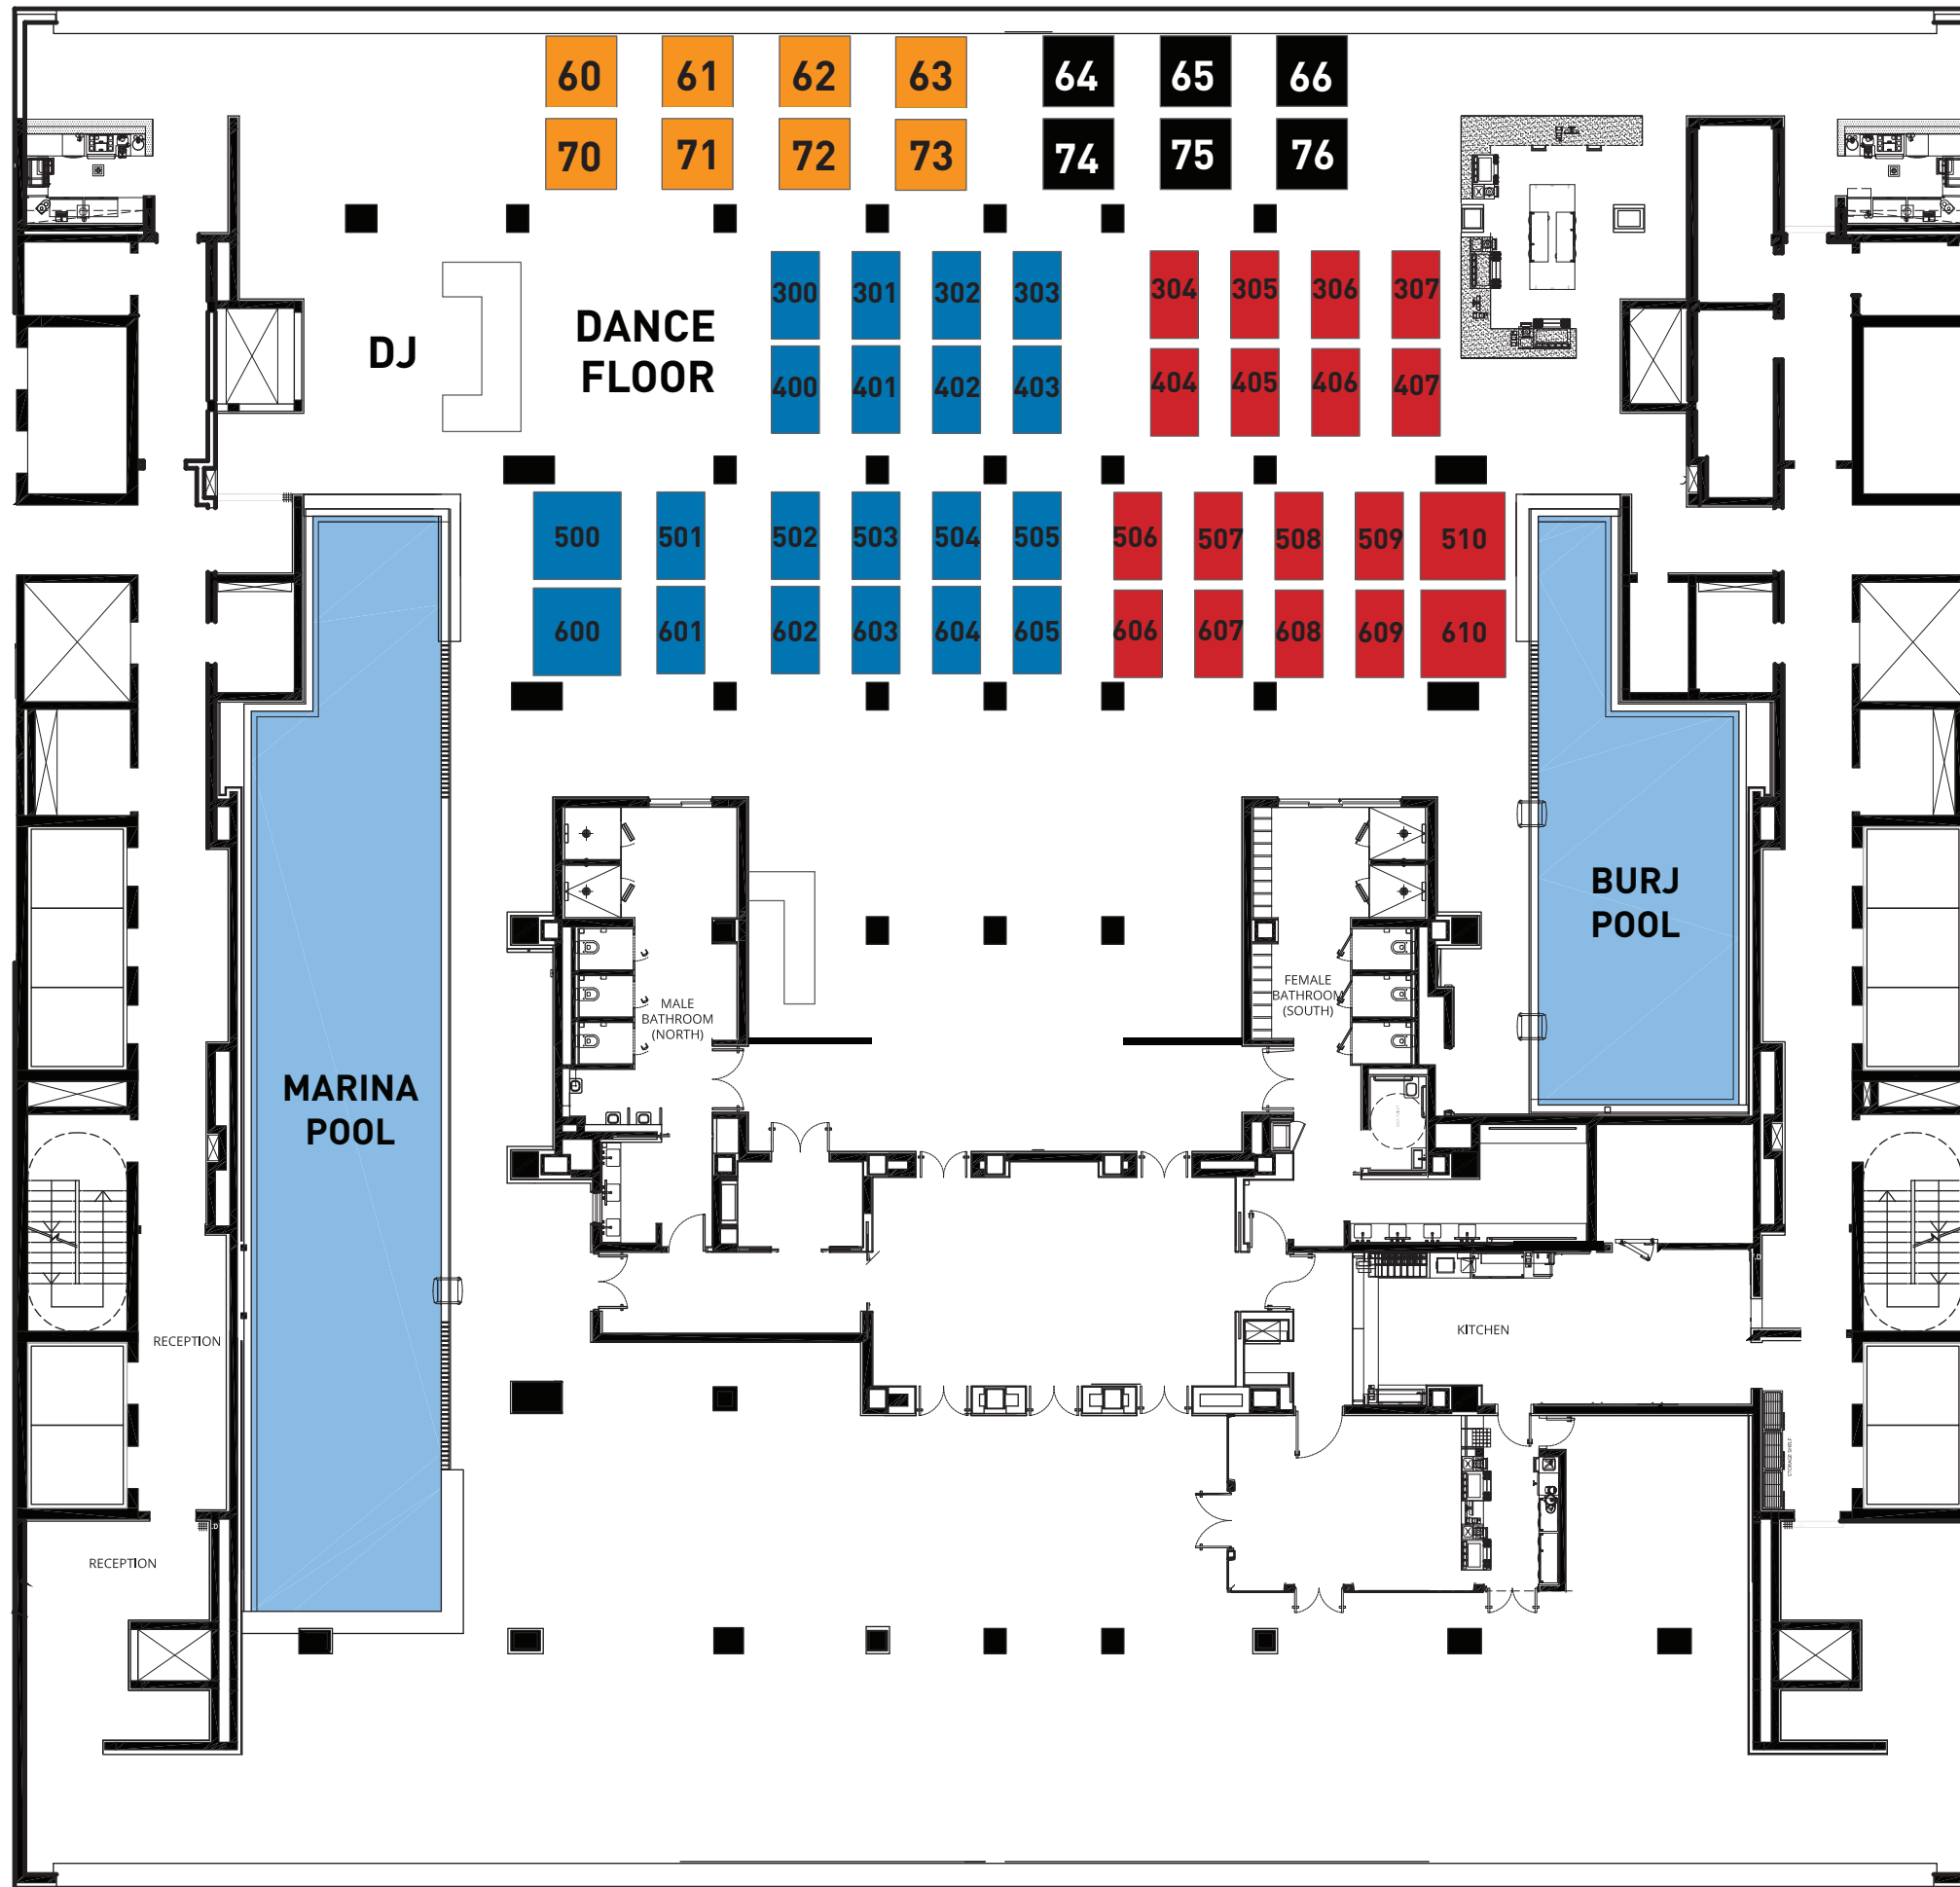 60 61 62 63 64 65 66
70 71 72 73 74 75 76
300 301 302 303 304 305 306 307
DJ
DANCE
FLOOR
400 401 402 403 404 405 406 407
500 501 502 503 504 505 506 507 508 509 510
600 601 602 603 604 605 606 607 608 609 610
BURJ
POOL
MALE
BATHROOM
(NORTH)
FEMALE
BATHROOM
(SOUTH)
MARINA
POOL
RECEPTION
KITCHEN
STORAGE SHELF
RECEPTION